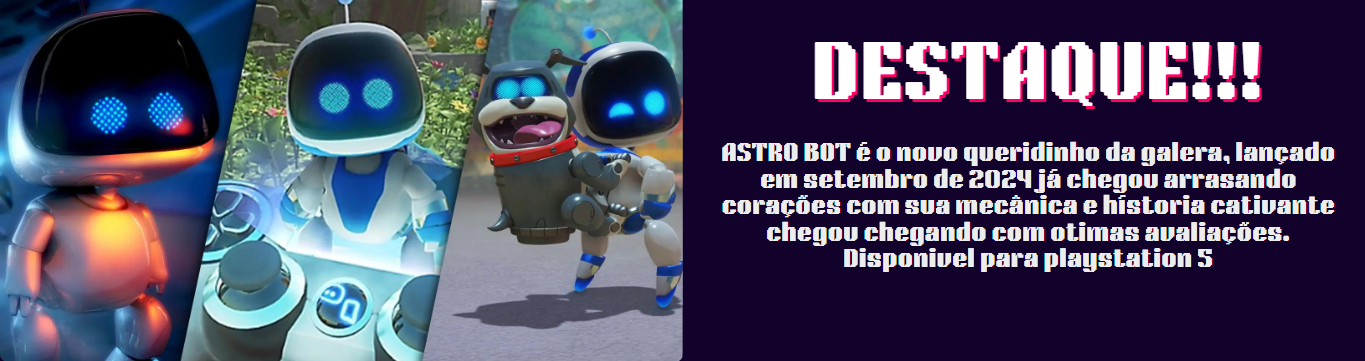 DESTAQUE!!!
ASTRO BOT é o novo queridinho da galera, lançado
em setembro de 2024 já chegou arrasando
corações com sua mecânica e historia cativante
chegou chegando com otimas avaliações.
Disponivel para playstation 5